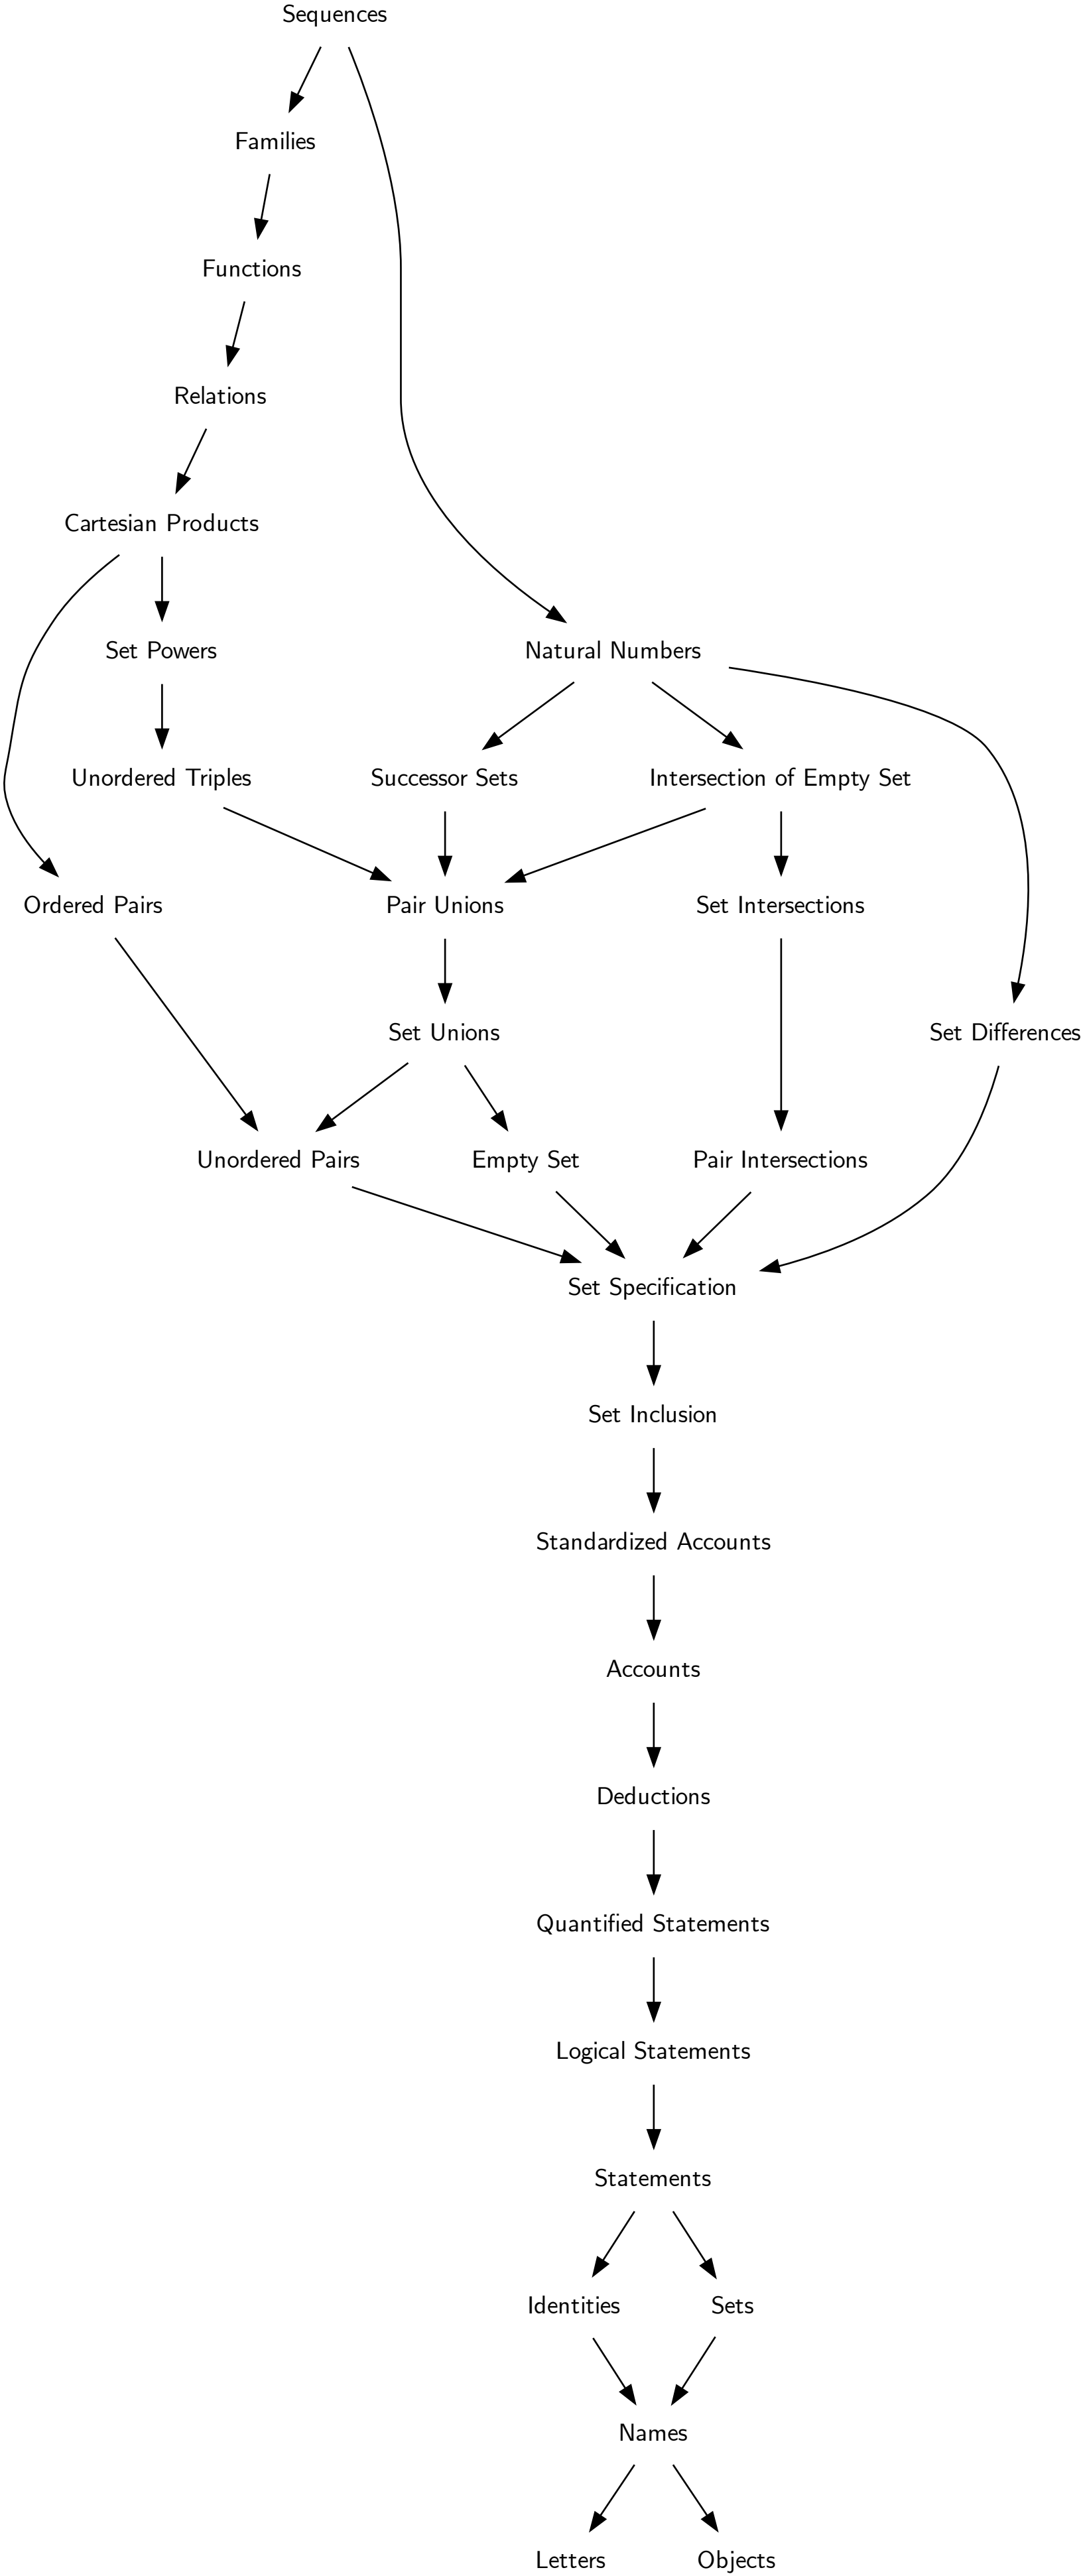 Sequences
Families
Functions
Relations
Cartesian Products
Set Powers
Natural Numbers
Unordered Triples
Successor Sets
Intersection of Empty Set
Ordered Pairs
Pair Unions
Set Intersections
Set Unions
Set Differences
Unordered Pairs
Empty Set
Pair Intersections
Set Specification
Set Inclusion
Standardized Accounts
Accounts
Deductions
Quantified Statements
Logical Statements
Statements
Identities
Sets
Names
Letters
Objects